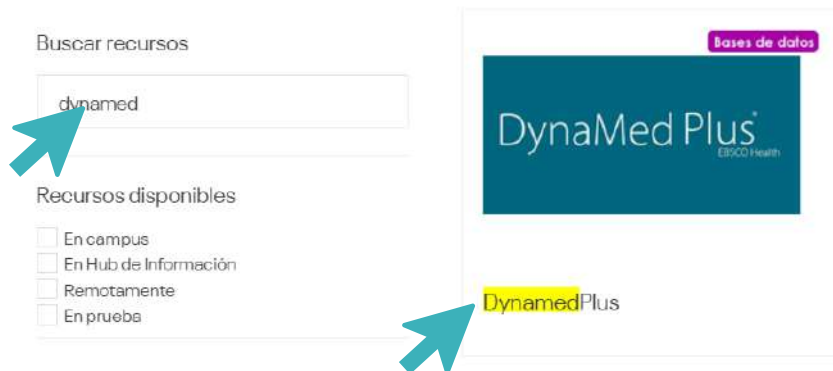 Buscar recursos
dynamed
Recursos disponibles
En campus
En Hub de Información
Remotamente
En prueba
Bases de datos
DynaMed Plus
EBSCO Health
DynamedPlus